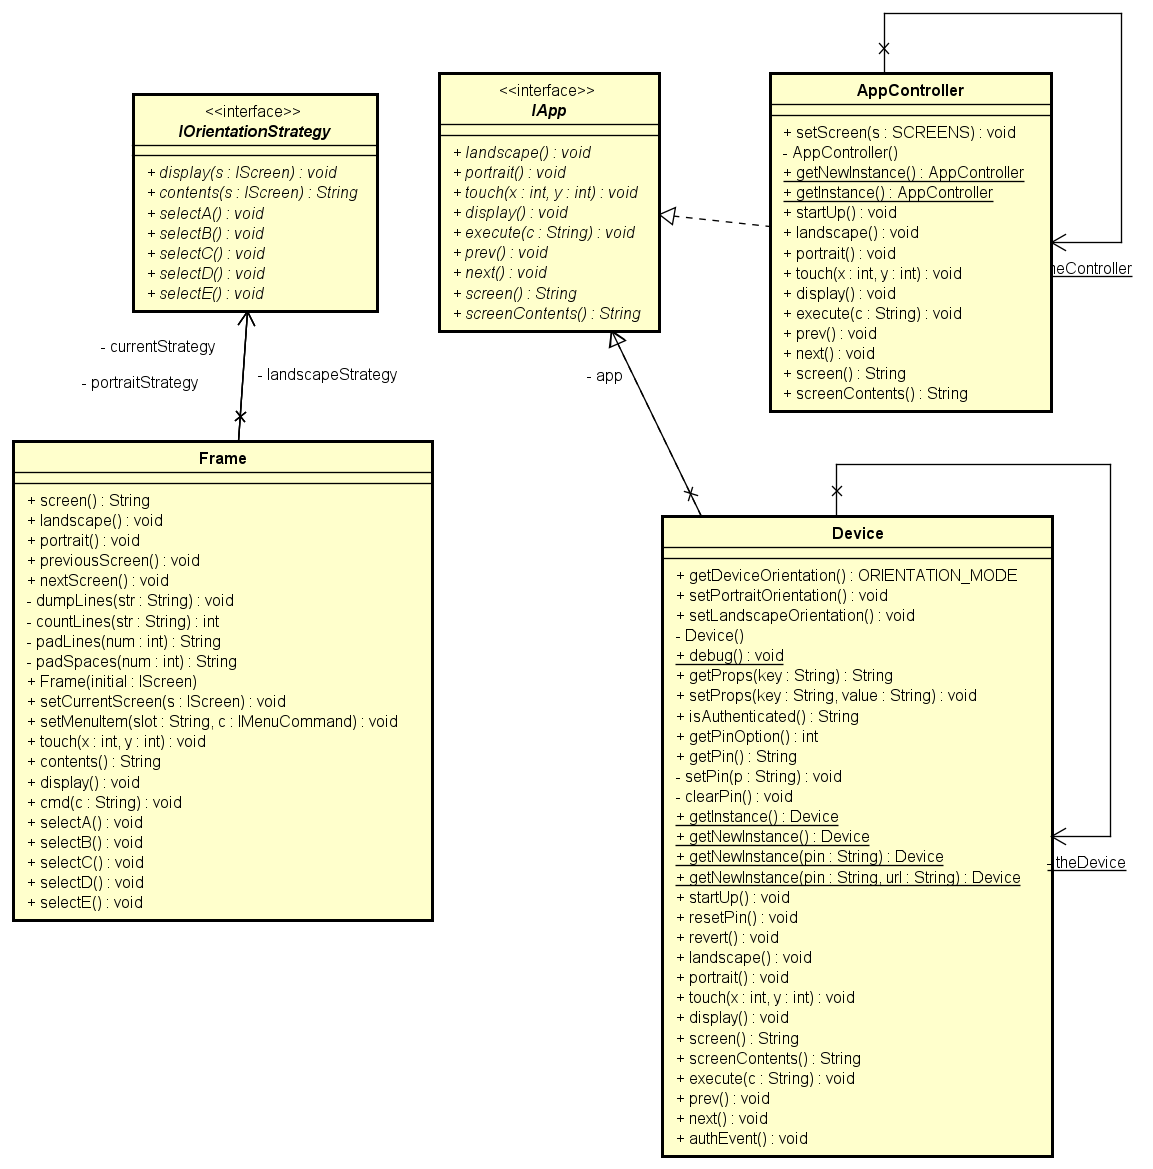 <<interface>>
IOrientationStrategy
+ display(s : IScreen) : void
+ contents(s : IScreen) : String
+ selectA() : void
+ selectB() : void
+ selectC() : void
+ selectD() : void
+ selectE() : void
<<interface>>
IApp
+ landscape() : void
+ portrait() : void
+ touch(x : int, y : int) : void
+ display() : void
+ execute(c : String) : void
+ prev() : void
+ next() : void
+ screen() : String
+ screenContents() : String
AppController
+ setScreen(s : SCREENS) : void
- AppController()
+ getNewInstance() : AppController
+ getInstance() : AppController
+ startUp() : void
+ landscape() : void
+ portrait() : void
+ touch(x : int, y : int) : void
+ display() : void
+ execute(c : String) : void
+ prev() : void
+ next() : void
+ screen() : String
+ screenContents() : String
heController
- currentStrategy
- portraitStrategy
- landscapeStrategy
- app
Frame
+ screen() : String
+ landscape() : void
+ portrait() : void
+ previousScreen() : void
+ nextScreen() : void
- dumpLines(str : String) : void
- countLines(str : String) : int
- padLines(num : int) : String
- padSpaces(num : int) : String
+ Frame(initial : IScreen)
+ setCurrentScreen(s : IScreen) : void
+ setMenuItem(slot : String, c : IMenuCommand) : void
+ touch(x : int, y : int) : void
+ contents() : String
+ display() : void
+ cmd(c : String) : void
+ selectA() : void
+ selectB() : void
+ selectC() : void
+ selectD() : void
+ selectE() : void
Device
+ getDeviceOrientation() : ORIENTATION_MODE
+ setPortraitOrientation() : void
+ setLandscapeOrientation() : void
- Device()
+ debug() : void
+ getProps(key : String) : String
+ setProps(key : String, value : String) : void
+ isAuthenticated() : String
+ getPinOption() : int
+ getPin() : String
- setPin(p : String) : void
- clearPin() : void
+ getInstance() : Device
+ getNewInstance() : Device
+ getNewInstance(pin : String) : Device
+ getNewInstance(pin : String, url : String) : Device
+ startUp() : void
+ resetPin() : void
+ revert() : void
+ landscape() : void
+ portrait() : void
+ touch(x : int, y : int) : void
+ display() : void
+ screen() : String
+ screenContents() : String
+ execute(c : String) : void
+ prev() : void
+ next() : void
+ authEvent() : void
- theDevice